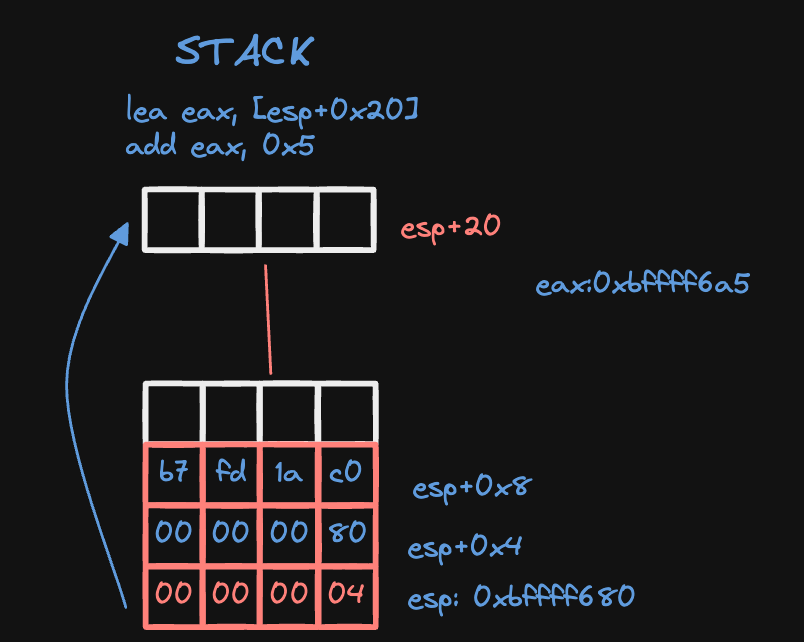 STACK
lea eax, [esp+0x20]
add eax, 0x5
esp+20
eax:0xbffff6a5
b7 fd 1a c0
esp+0x8
00 00 00 80
esp+0x4
00 00 00 04
esp: 0xbffff680